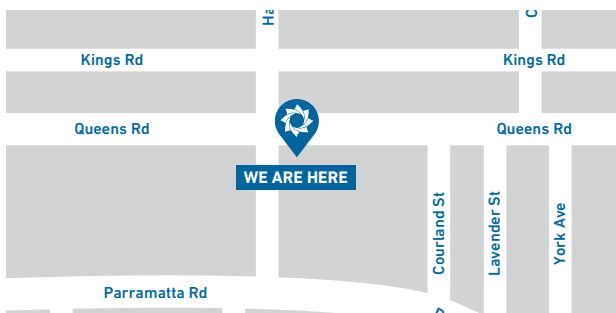 Kings Rd
Kings Rd
Queens Rd
Queens Rd
WE ARE HERE
Courland St
Lavender St
York Ave
Parramatta Rd